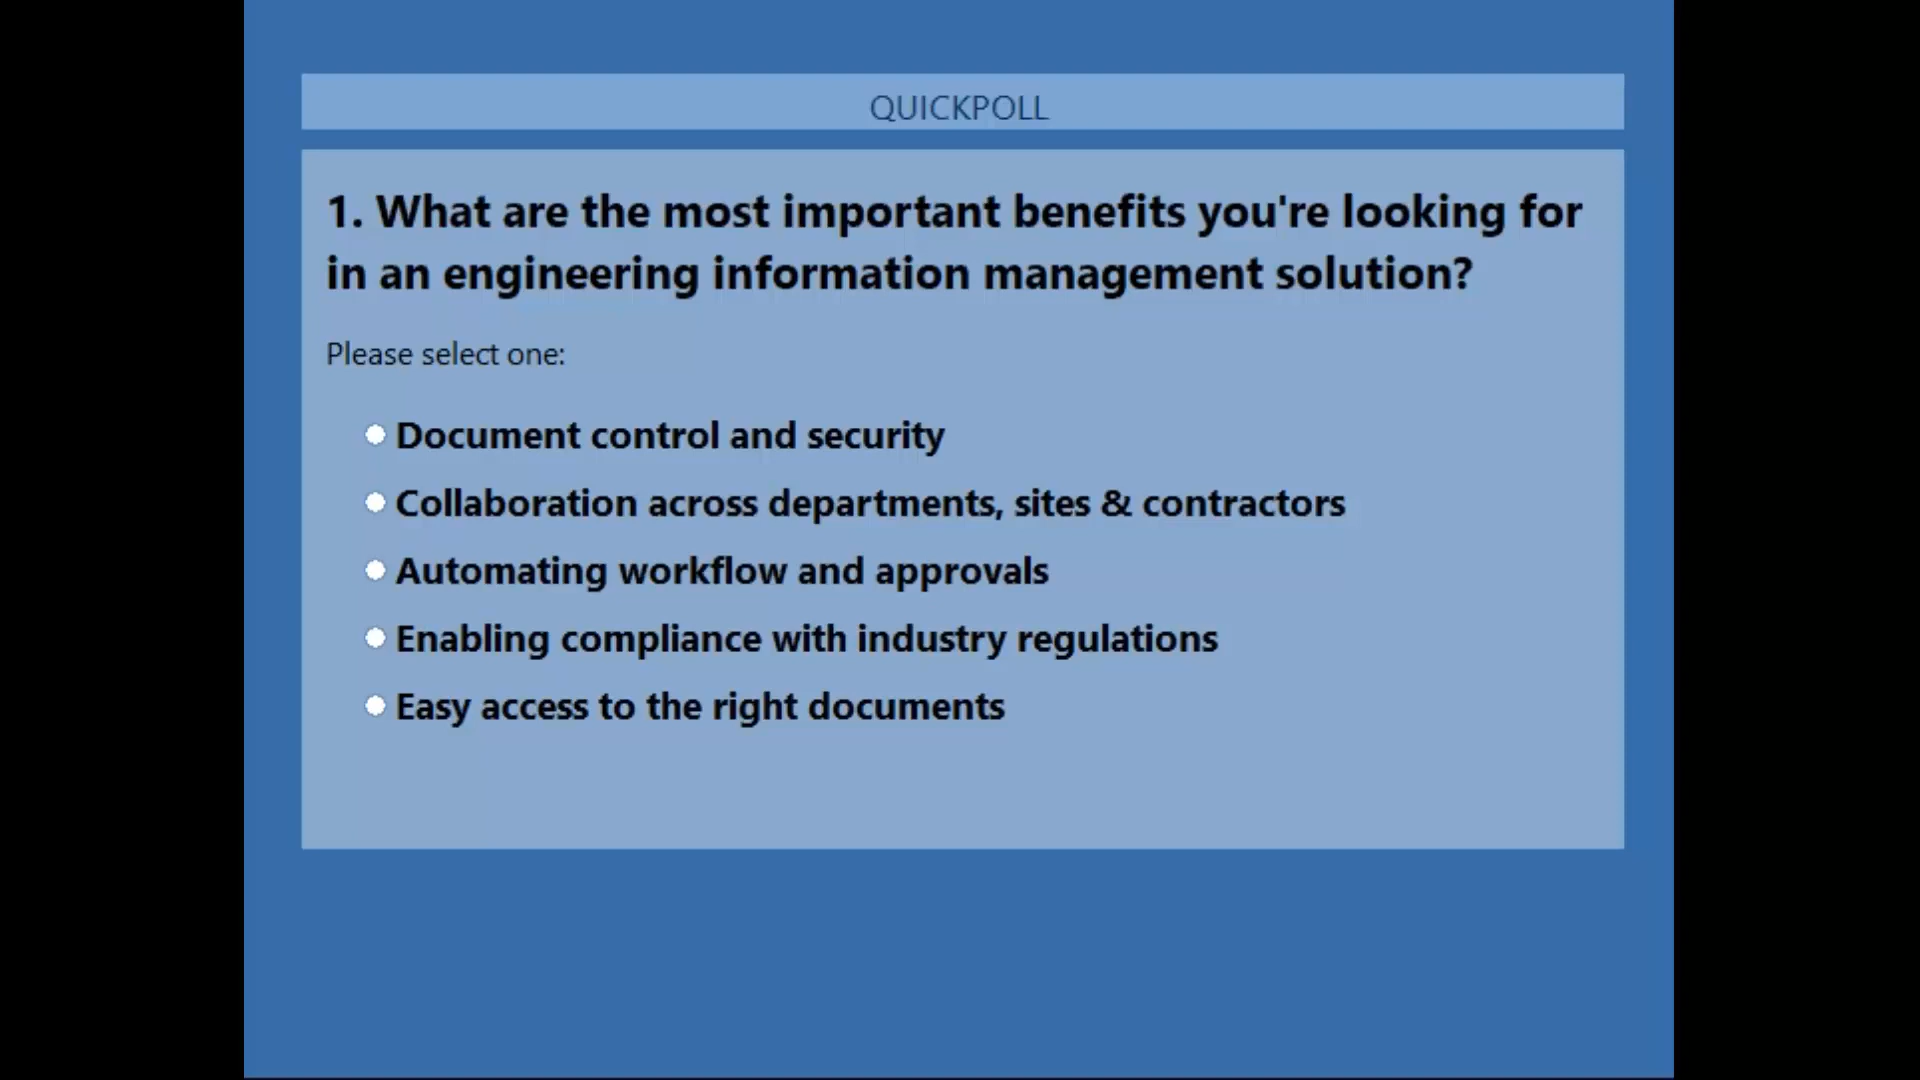 QUICKPOLL
1. What are the most important benefits you're looking for
in an engineering information management solution?
Please select one:
Document control and security
Collaboration across departments, sites & contractors
Automating workflow and approvals
Enabling compliance with industry regulations
Easy access to the right documents